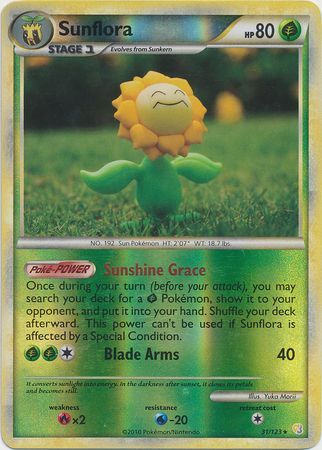 Sunflora
HP 80
STAGE 1
Evolves from Sunkern
NO. 192 Sun Pokémon HT: 2'07" WT: 18.7 lbs.
Poké-POWER Sunshine Grace
Once during your turn (before your attack), you may
search your deck for a Pokémon, show it to your
opponent, and put it into your hand. Shuffle your deck
afterward. This power can't be used if Sunflora is
affected by a Special Condition.
Blade Arms 40
It converts sunlight into energy. In the darkness after sunset, it closes its petals
and becomes still.
Illus. Yuka Morii
weakness resistance retreat cost
×2 -20
©2010 Pokémon/Nintendo 31/123 ★